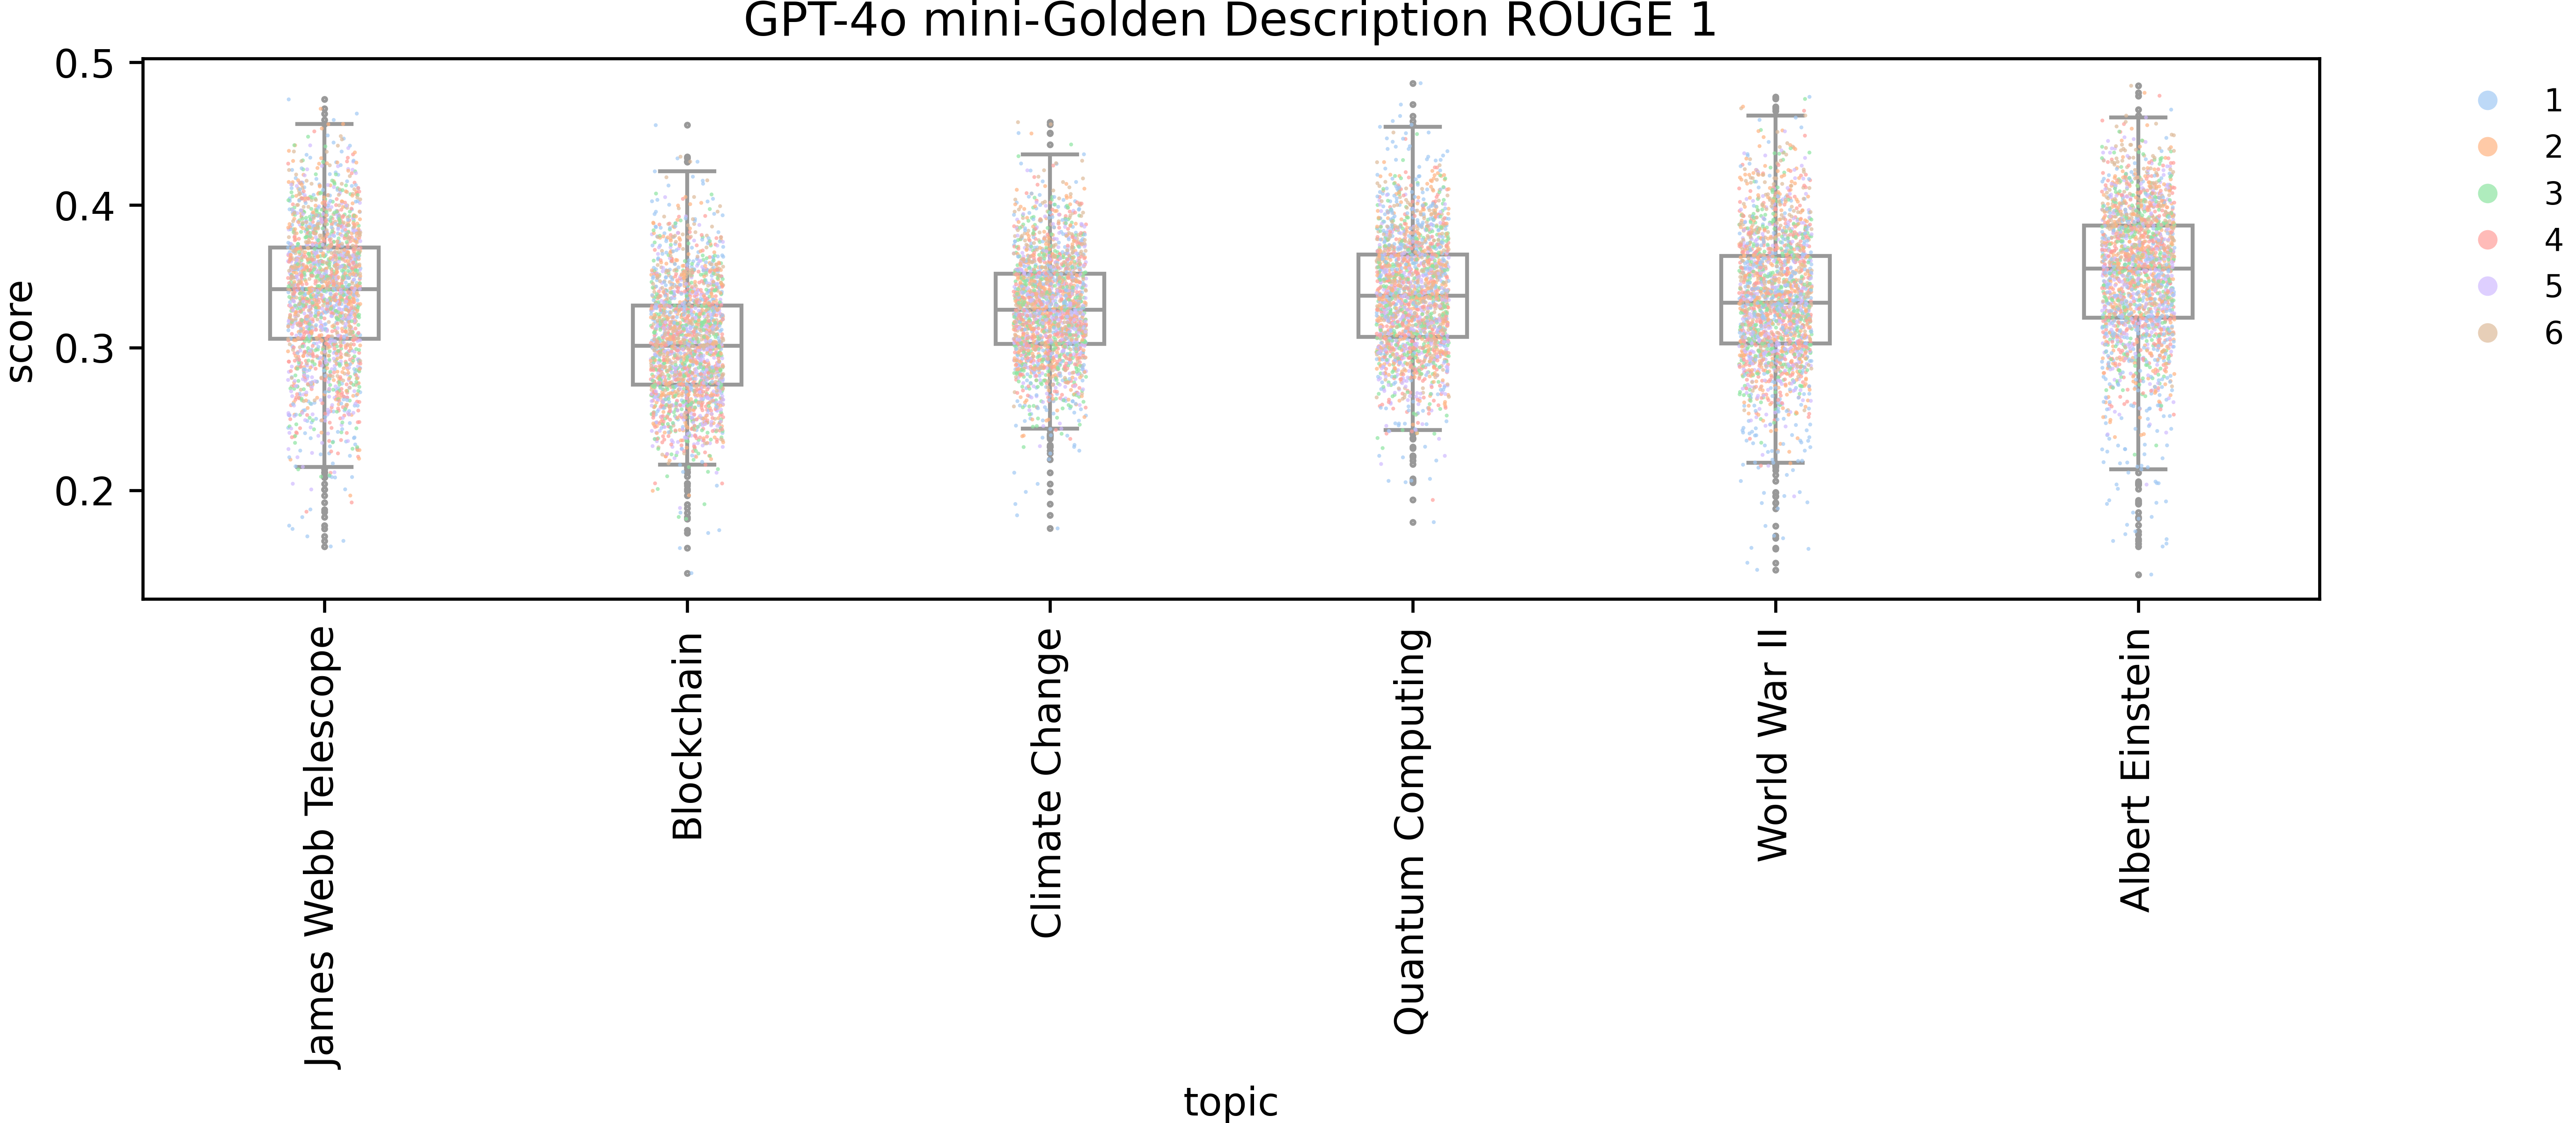 GPT-4o mini-Golden Description ROUGE 1
score
0.5
0.4
0.3
0.2
James Webb Telescope
Blockchain
Climate Change
Quantum Computing
World War II
Albert Einstein
topic
1
2
3
4
5
6